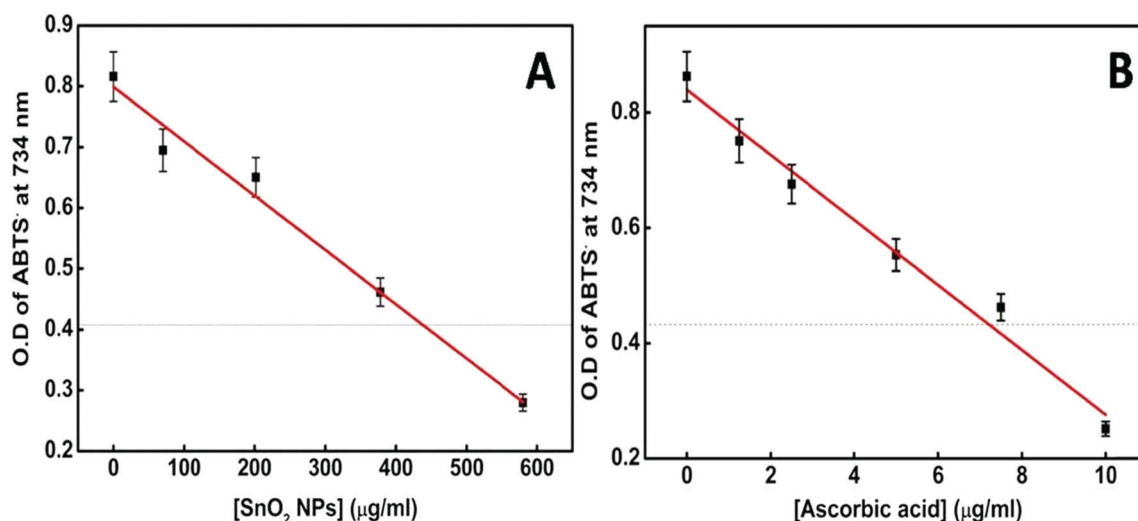 A
O.D of ABTS· at 734 nm
0.9
0.8
0.7
0.6
0.5
0.4
0.3
0.2
0 100 200 300 400 500 600
[SnO₂ NPs] (μg/ml)
B
O.D of ABTS· at 734 nm
0.8
0.6
0.4
0.2
0 2 4 6 8 10
[Ascorbic acid] (μg/ml)